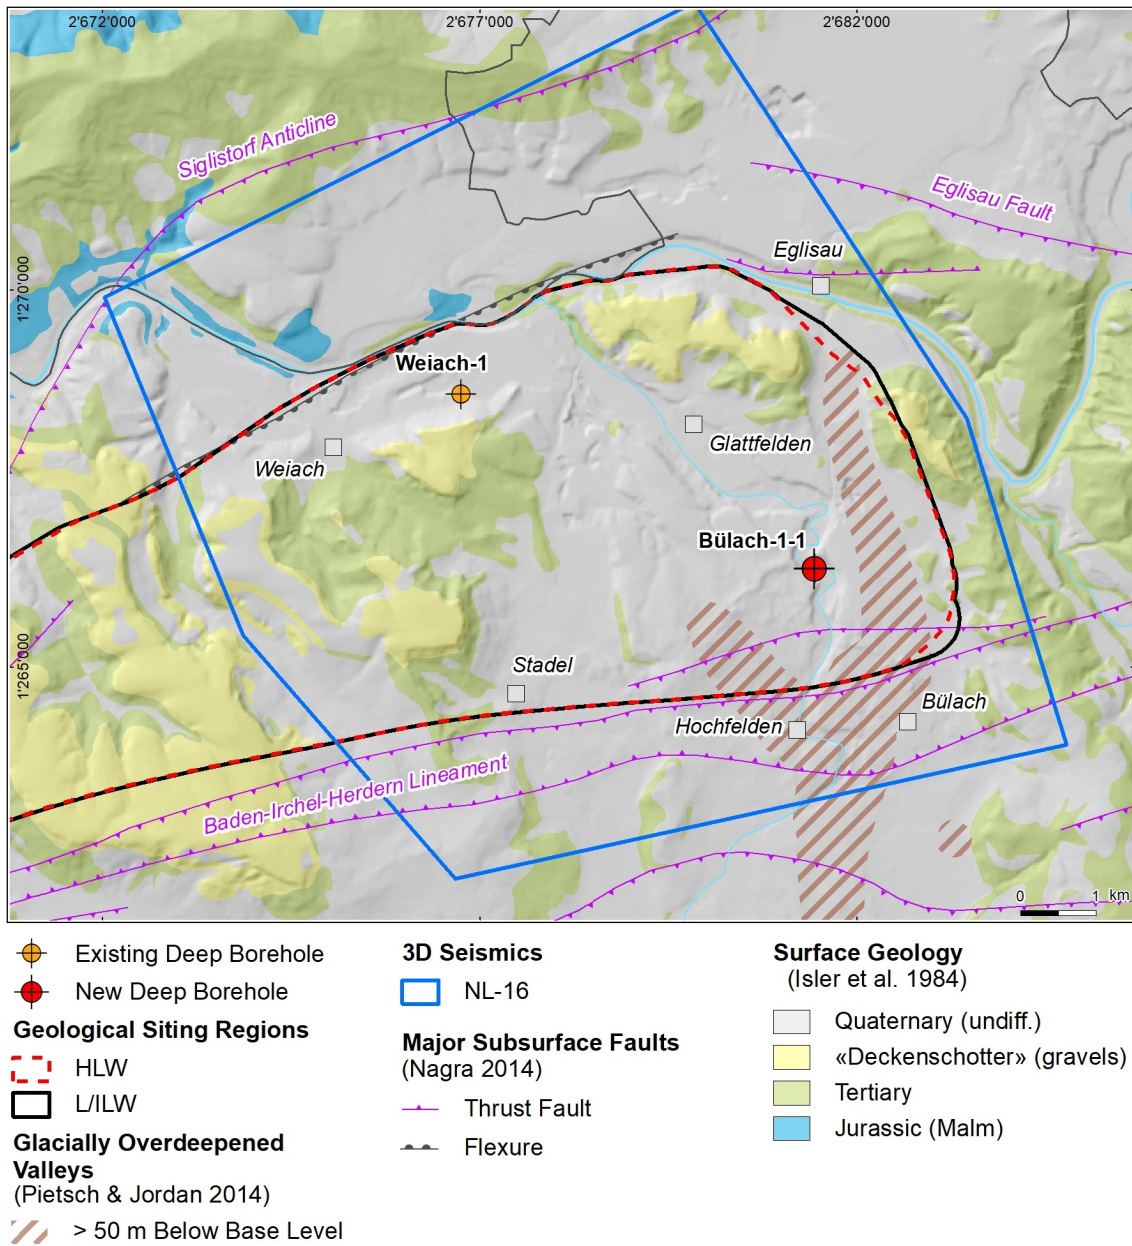 2'672'000
2'677'000
2'682'000
Siglistorf Anticline
Eglisau Fault
Eglisau
1'270'000
Weiach-1
Glattfelden
Weiach
Bülach-1-1
1'265'000
Stadel
Bülach
Hochfelden
Baden-Irchel-Herdern Lineament
0 1 km
Existing Deep Borehole
New Deep Borehole
Geological Siting Regions
HLW
L/ILW
Glacially Overdeepened
Valleys
(Pietsch & Jordan 2014)
> 50 m Below Base Level
3D Seismics
NL-16
Major Subsurface Faults
(Nagra 2014)
Thrust Fault
Flexure
Surface Geology
(Isler et al. 1984)
Quaternary (undiff.)
«Deckenschotter» (gravels)
Tertiary
Jurassic (Malm)